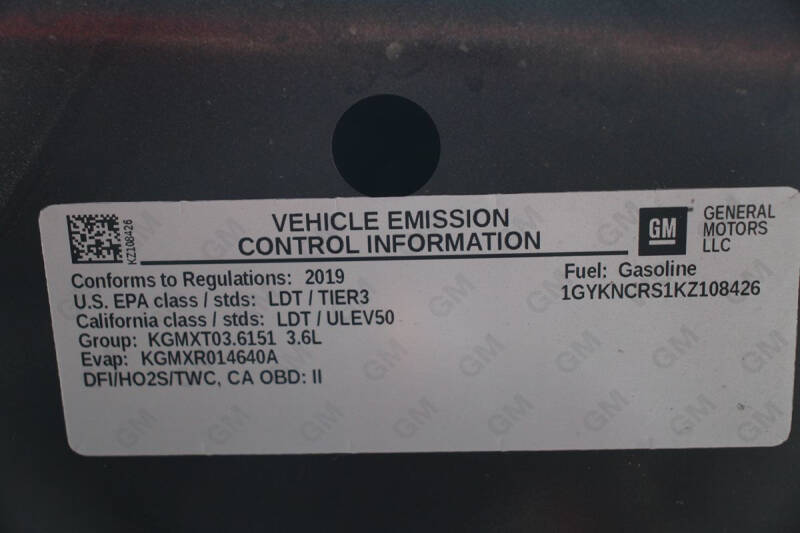 KZ108426
VEHICLE EMISSION
CONTROL INFORMATION
GM
GENERAL
MOTORS
LLC
Conforms to Regulations: 2019
U.S. EPA class / stds: LDT / TIER3
California class / stds: LDT / ULEV50
Group: KGMXT03.6151 3.6L
Evap: KGMXR014640A
DFI/HO2S/TWC, CA OBD: II
Fuel: Gasoline
1GYKNCRS1KZ108426